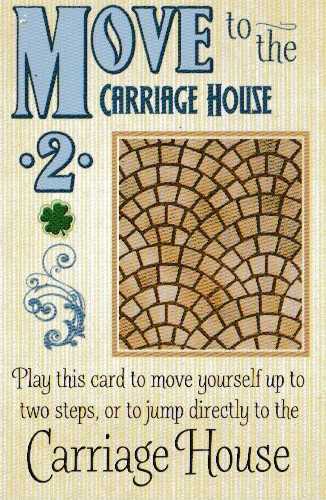 MOVE to the
CARRIAGE HOUSE
·2·
Play this card to move yourself up to
two steps, or to jump directly to the
Carriage House